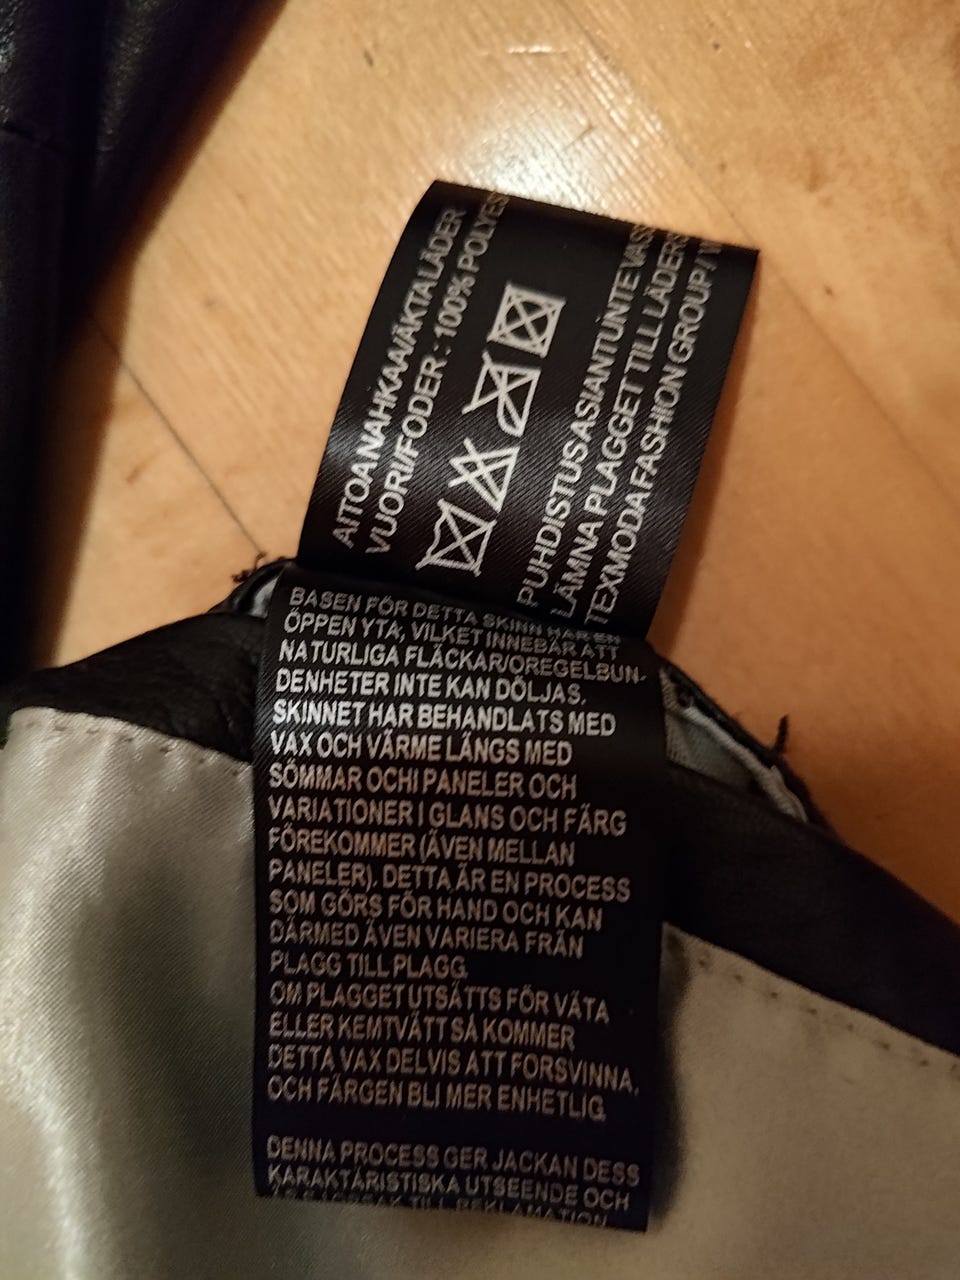 AITOA NAHKAA/ÄKTA LÄDER
VUORI/FODER : 100% POLYES
PUHDISTUS ASIANTUNTEVASS
LÄMNA PLAGGET TILL LÄDERS
TEXMODA FASHION GROUP /
BASEN FÖR DETTA SKINN HAR EN
ÖPPEN YTA, VILKET INNEBÄR ATT
NATURLIGA FLÄCKAR/OREGELBUN-
DENHETER INTE KAN DÖLJAS.
SKINNET HAR BEHANDLATS MED
VAX OCH VÄRME LÄNGS MED
SÖMMAR OCH I PANELER OCH
VARIATIONER I GLANS OCH FÄRG
FÖREKOMMER (ÄVEN MELLAN
PANELER). DETTA ÄR EN PROCESS
SOM GÖRS FÖR HAND OCH KAN
DÄRMED ÄVEN VARIERA FRÅN
PLAGG TILL PLAGG.
OM PLAGGET UTSÄTTS FÖR VÄTA
ELLER KEMTVÄTT SÅ KOMMER
DETTA VAX DELVIS ATT FORSVINNA.
OCH FÄRGEN BLI MER ENHETLIG.
DENNA PROCESS GER JACKAN DESS
KARAKTÄRISTISKA UTSEENDE OCH
TILL REKLAMATION